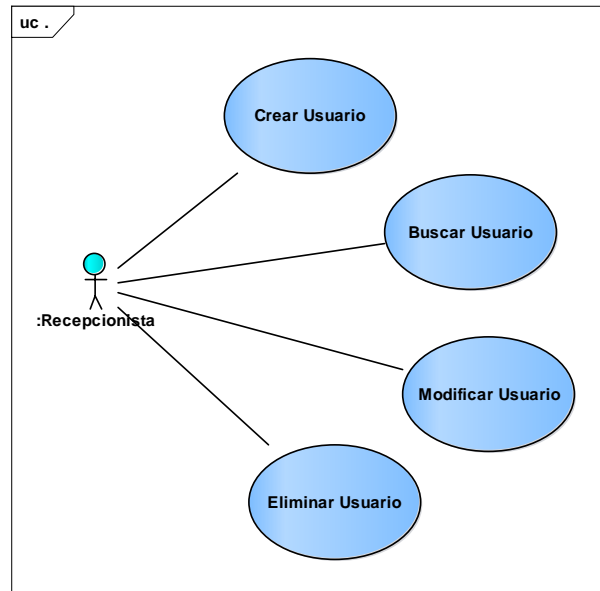 uc .
Crear Usuario
Buscar Usuario
:Recepcionista
Modificar Usuario
Eliminar Usuario